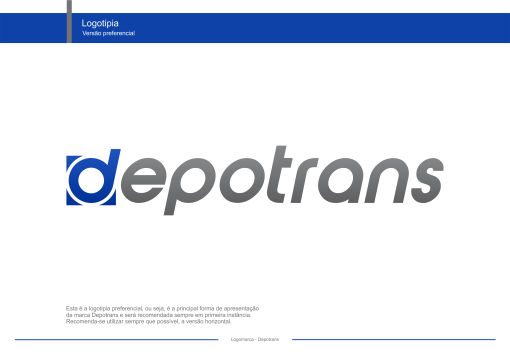 Logotipia
Versão preferencial
depotrans
Esta é a logotipia preferencial, ou seja, é a principal forma de apresentação
da marca Depotrans e será recomendada sempre em primeira instância.
Recomenda-se utilizar sempre que possível, a versão horizontal.
Logomarca - Depotrans